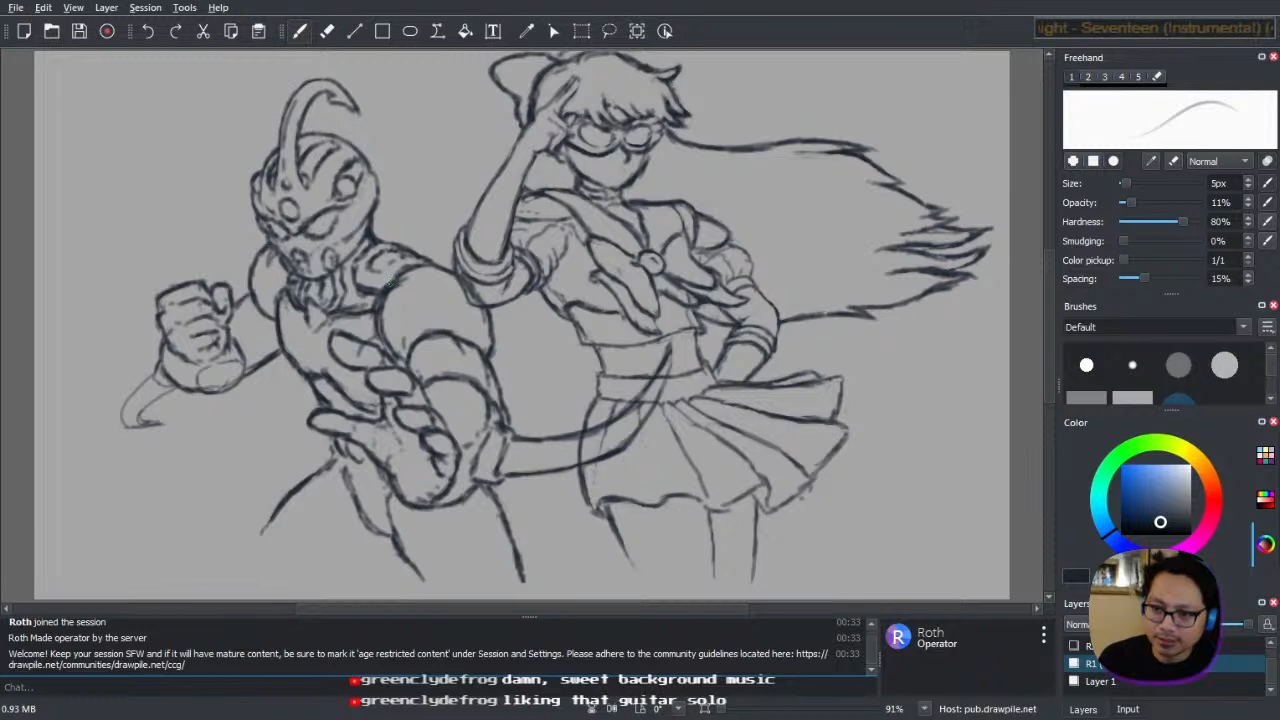 File Edit View Layer Session Tools Help
ight - Seventeen (Instrumental) (
Freehand
1 2 3 4 5
Normal
Size: 5px
Opacity: 11%
Hardness: 80%
Smudging: 0%
Color pickup: 1/1
Spacing: 15%
Brushes
Default
Color
Layers
Norma
R1 (
Layer 1
Layers Input
Roth joined the session 00:33
Roth Made operator by the server 00:33
Welcome! Keep your session SFW and if it will have mature content, be sure to mark it 'age restricted content' under Session and Settings. Please adhere to the community guidelines located here: https:// 00:33
drawpile.net/communities/drawpile.net/ccg/
Roth
Operator
Chat...
greenclydefrog damn, sweet background music
greenclydefrog liking that guitar solo
0.93 MB
0°
91%
Host: pub.drawpile.net